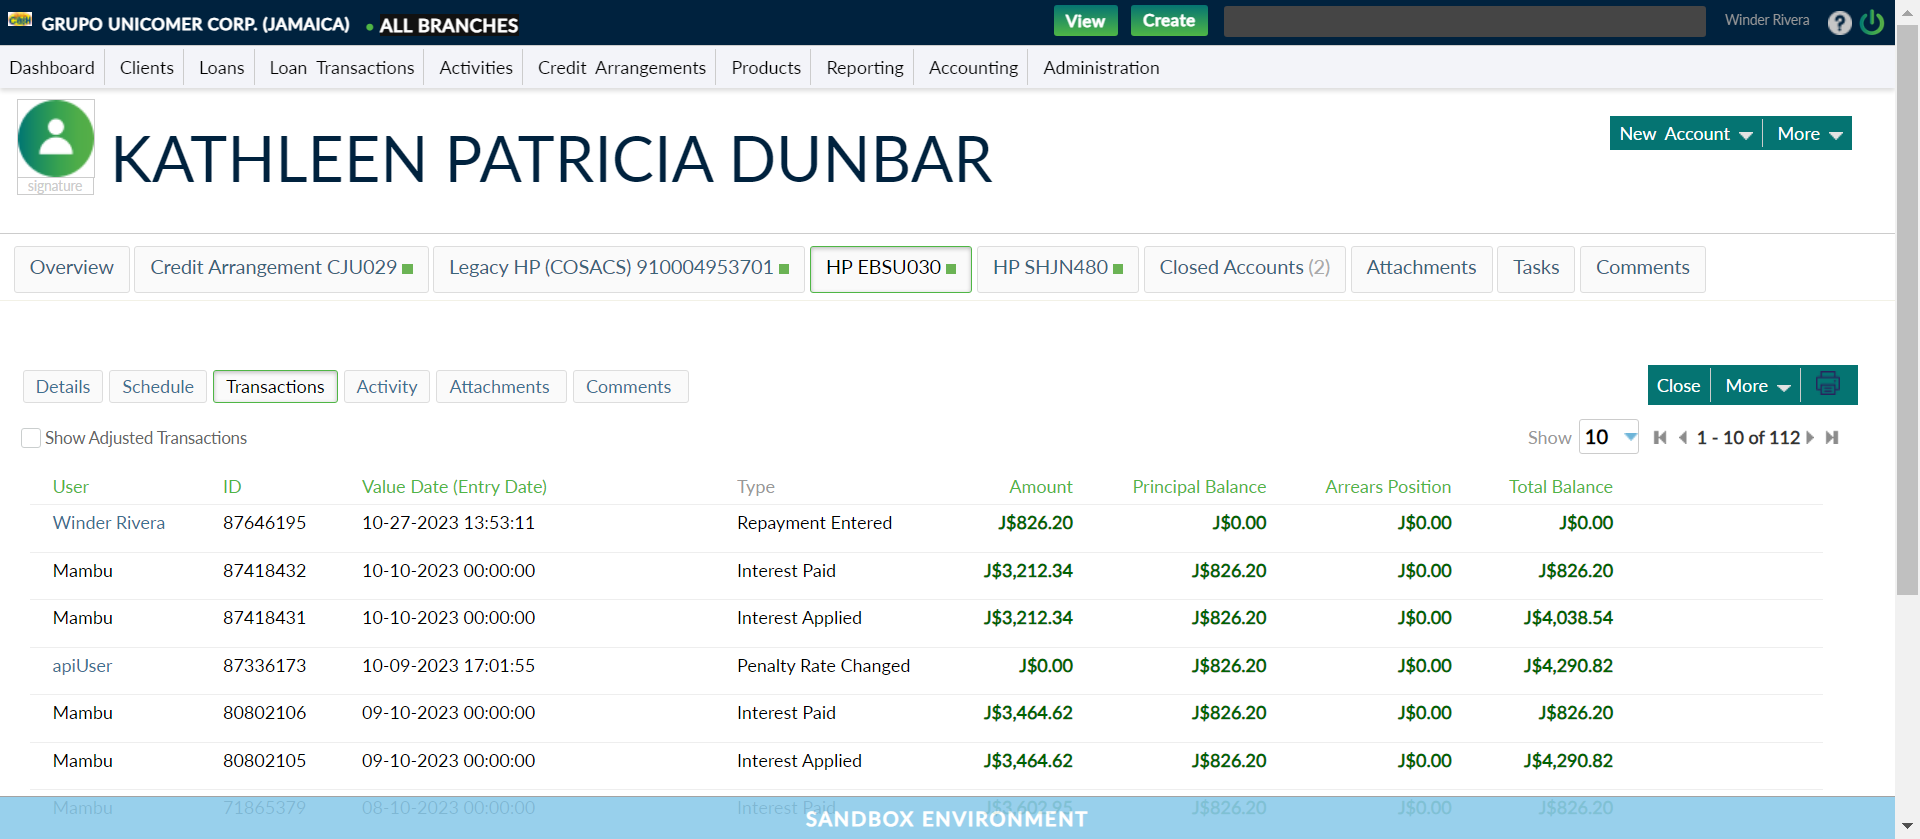 GRUPO UNICOMER CORP. (JAMAICA) • ALL BRANCHES View Create Winder Rivera ?
Dashboard Clients Loans Loan Transactions Activities Credit Arrangements Products Reporting Accounting Administration
signature
KATHLEEN PATRICIA DUNBAR
New Account More
Overview Credit Arrangement CJU029 Legacy HP (COSACS) 910004953701 HP EBSU030 HP SHJN480 Closed Accounts (2) Attachments Tasks Comments
Details Schedule Transactions Activity Attachments Comments Close More
Show Adjusted Transactions Show 10 1 - 10 of 112
User ID Value Date (Entry Date) Type Amount Principal Balance Arrears Position Total Balance
Winder Rivera 87646195 10-27-2023 13:53:11 Repayment Entered J$826.20 J$0.00 J$0.00 J$0.00
Mambu 87418432 10-10-2023 00:00:00 Interest Paid J$3,212.34 J$826.20 J$0.00 J$826.20
Mambu 87418431 10-10-2023 00:00:00 Interest Applied J$3,212.34 J$826.20 J$0.00 J$4,038.54
apiUser 87336173 10-09-2023 17:01:55 Penalty Rate Changed J$0.00 J$826.20 J$0.00 J$4,290.82
Mambu 80802106 09-10-2023 00:00:00 Interest Paid J$3,464.62 J$826.20 J$0.00 J$826.20
Mambu 80802105 09-10-2023 00:00:00 Interest Applied J$3,464.62 J$826.20 J$0.00 J$4,290.82
Mambu 71865379 08-10-2023 00:00:00 Interest Paid J$3,602.95 J$826.20 J$0.00 J$826.20
SANDBOX ENVIRONMENT